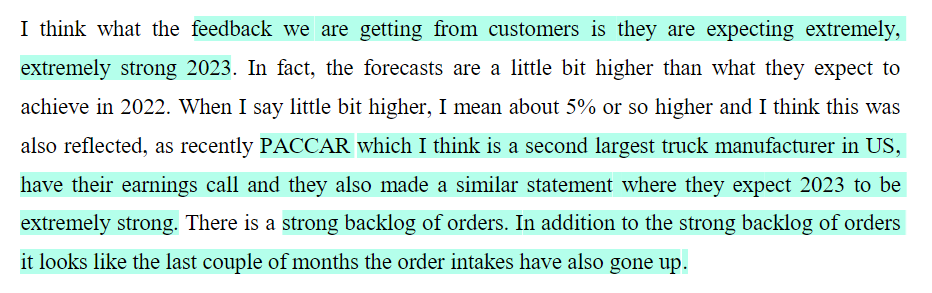 I think what the feedback we are getting from customers is they are expecting extremely,
extremely strong 2023. In fact, the forecasts are a little bit higher than what they expect to
achieve in 2022. When I say little bit higher, I mean about 5% or so higher and I think this was
also reflected, as recently PACCAR which I think is a second largest truck manufacturer in US,
have their earnings call and they also made a similar statement where they expect 2023 to be
extremely strong. There is a strong backlog of orders. In addition to the strong backlog of orders
it looks like the last couple of months the order intakes have also gone up.